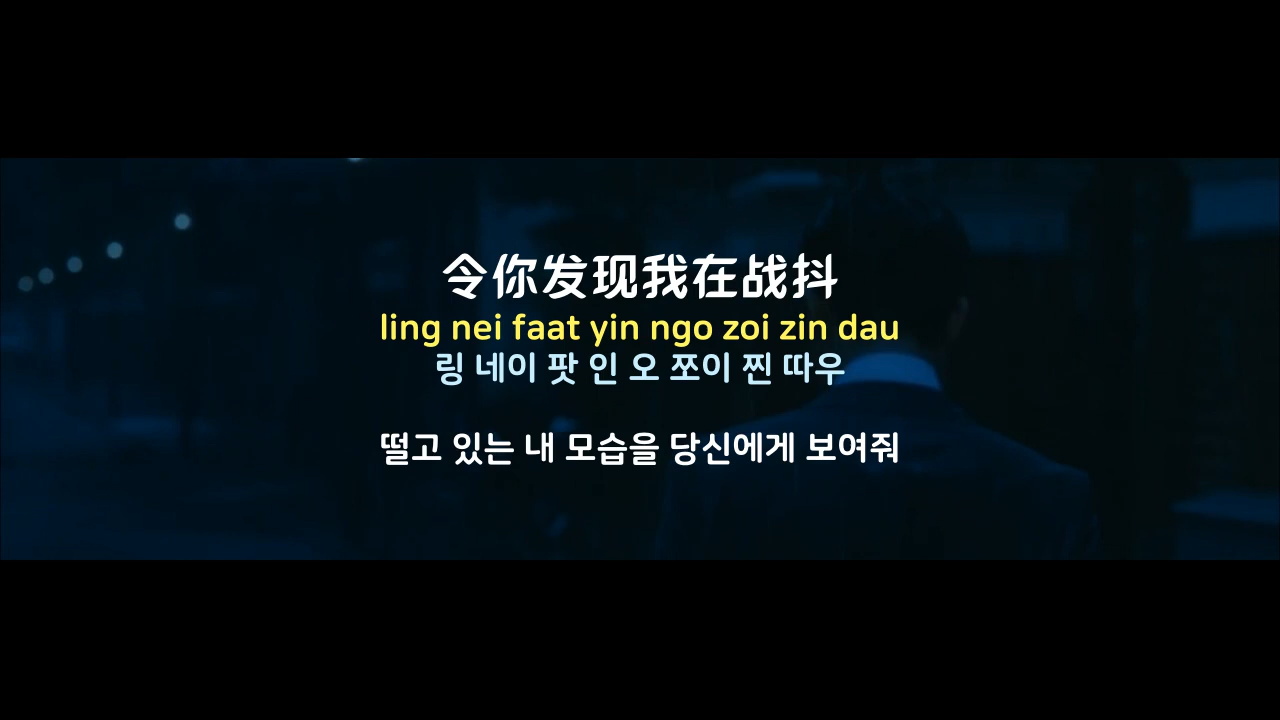 令你发现我在战抖
ling nei faat yin ngo zoi zin dau
링 네이 팟 인 오 쪼이 찐 따우
떨고 있는 내 모습을 당신에게 보여줘